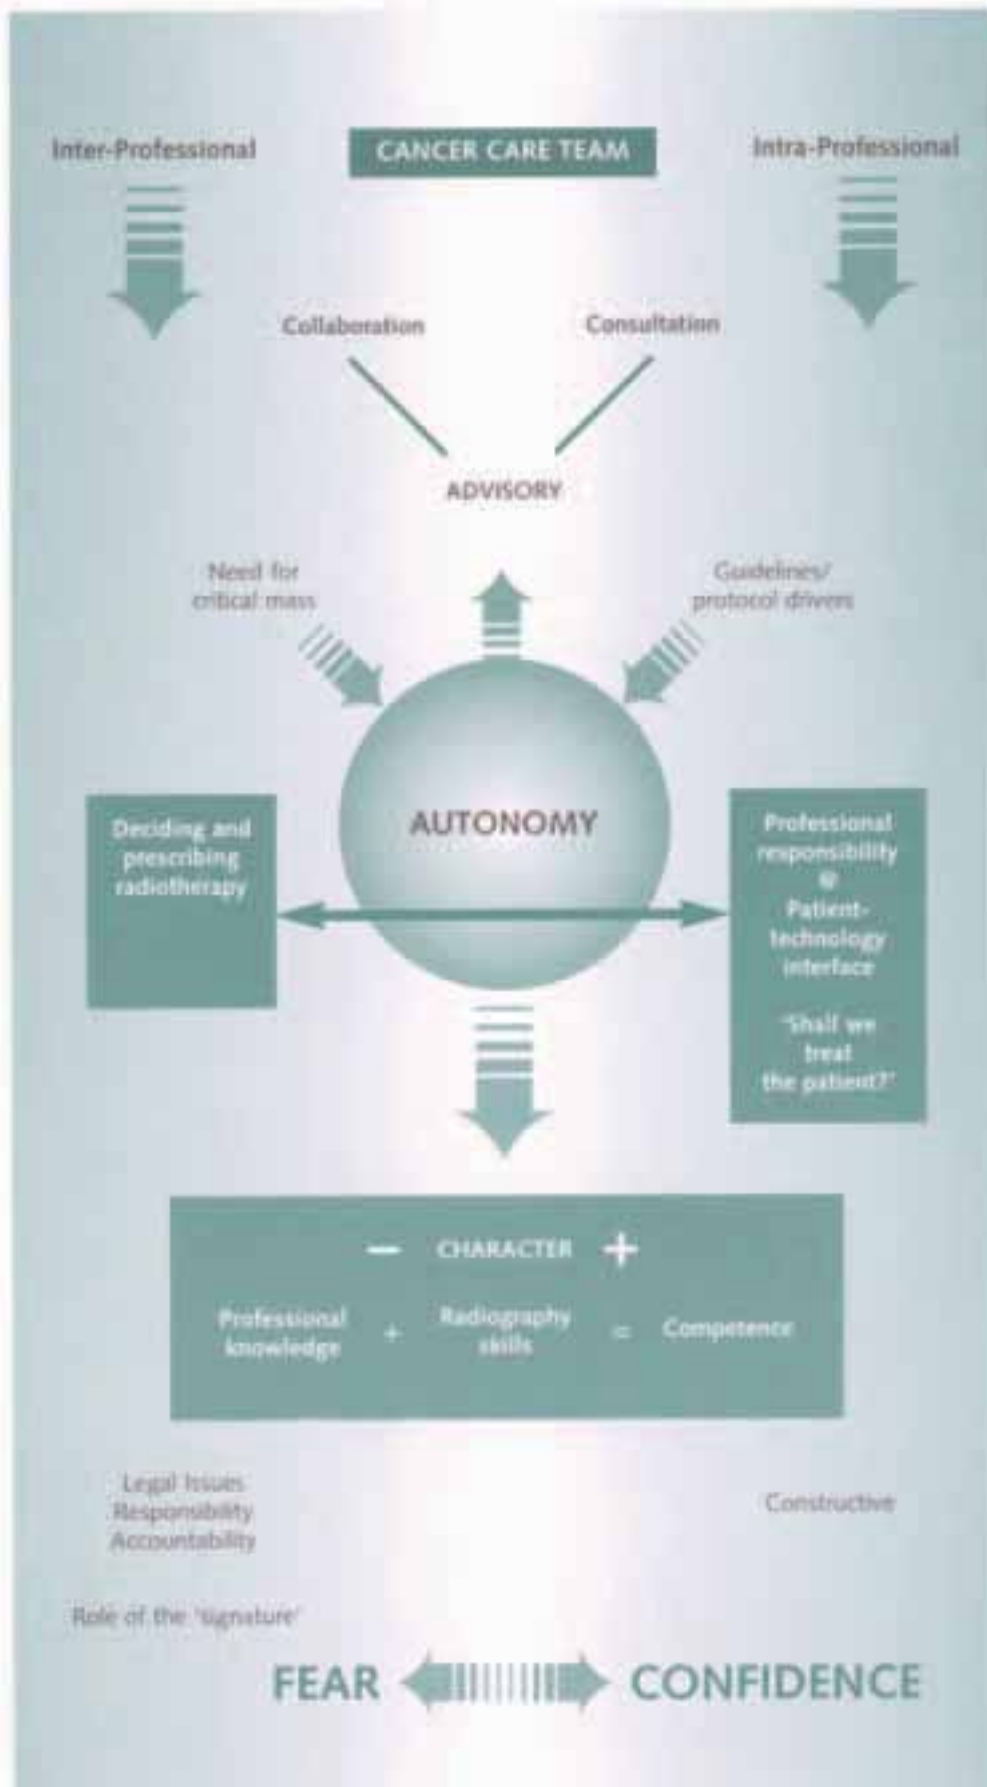 Inter-Professional
CANCER CARE TEAM
Intra-Professional
Collaboration
Consultation
ADVISORY
Need for
critical mass
Guidelines/
protocol drivers
AUTONOMY
Deciding and
prescribing
radiotherapy
Professional
responsibility
@
Patient-
technology
interface
'Shall we
treat
the patient?'
− CHARACTER +
Professional
knowledge
+
Radiography
skills
=
Competence
Legal Issues
Responsibility
Accountability
Constructive
Role of the 'signature'
FEAR
CONFIDENCE